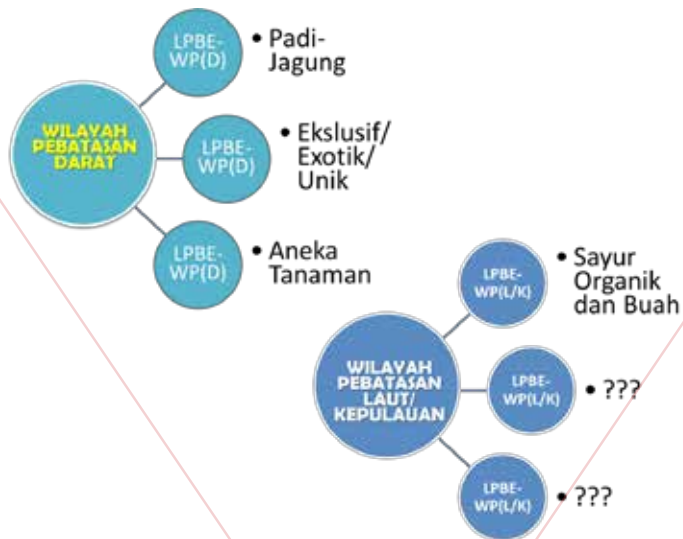 LPBE-
WP(D)
• Padi-
Jagung
WILAYAH
PEBATASAN
DARAT
LPBE-
WP(D)
• Ekslusif/
Exotik/
Unik
LPBE-
WP(D)
• Aneka
Tanaman
LPBE-
WP(L/K)
• Sayur
Organik
dan Buah
WILAYAH
PEBATASAN
LAUT/
KEPULAUAN
LPBE-
WP(L/K)
• ???
LPBE-
WP(L/K)
• ???